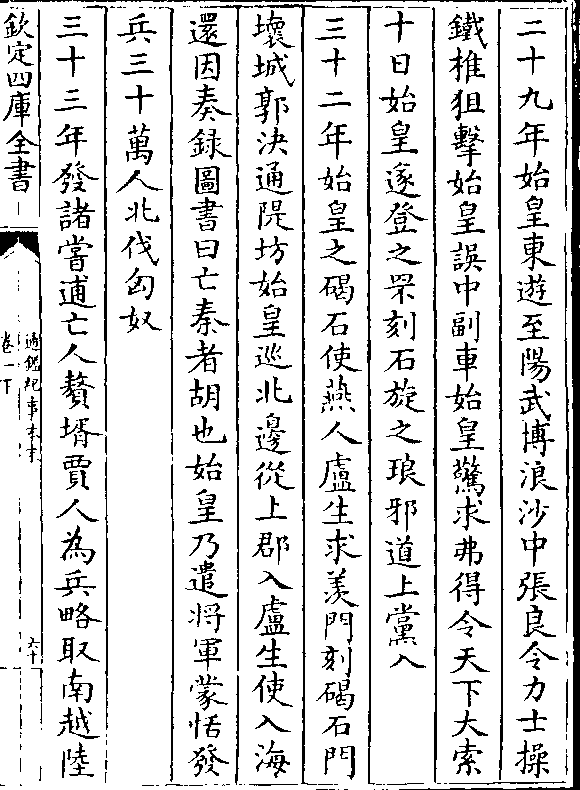 二十九年始皇東遊至陽武博浪沙中張良令力士操
鐵椎狙擊始皇誤中副車始皇驚求弗得令天下大索
十日始皇遂登之罘刻石旋之琅邪道上黨入
三十二年始皇之碣石使燕人盧生求羨門刻碣石門
壞城郭決通隄坊始皇巡北邊從上郡入盧生使入海
還因奏録圖書曰亡秦者胡也始皇乃遣将軍蒙恬發
兵三十萬人北伐匈奴
三十三年發諸嘗逋亡人贅壻賈人為兵略取南越陸
欽定四庫全書
通鑑紀事本末
卷一下
六十